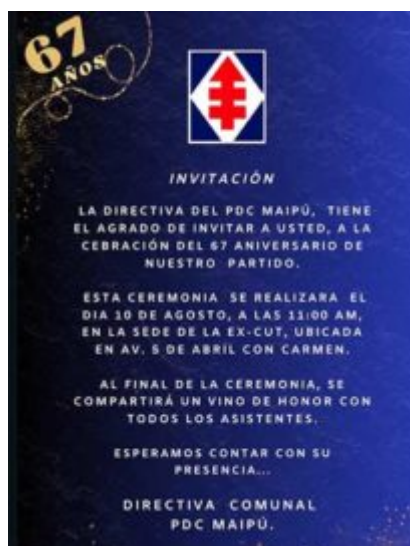 67
AÑOS
INVITACIÓN
LA DIRECTIVA DEL PDC MAIPÚ, TIENE
EL AGRADO DE INVITAR A USTED, A LA
CEBRACIÓN DEL 67 ANIVERSARIO DE
NUESTRO PARTIDO.
ESTA CEREMONIA SE REALIZARA EL
DIA 10 DE AGOSTO, A LAS 11:00 AM,
EN LA SEDE DE LA EX-CUT, UBICADA
EN AV. 5 DE ABRIL CON CARMEN.
AL FINAL DE LA CEREMONIA, SE
COMPARTIRÁ UN VINO DE HONOR CON
TODOS LOS ASISTENTES.
ESPERAMOS CONTAR CON SU
PRESENCIA...
DIRECTIVA COMUNAL
PDC MAIPÚ.